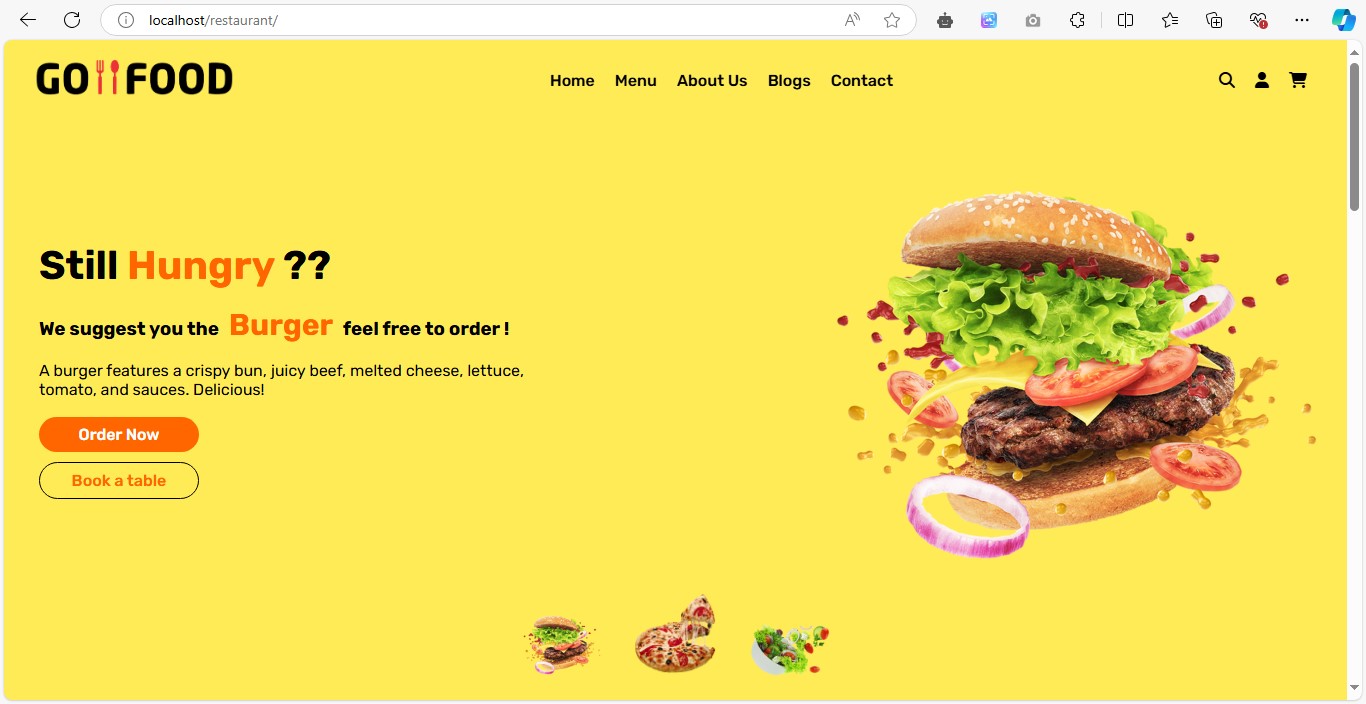 localhost/restaurant/
GO FOOD
Home Menu About Us Blogs Contact
Still Hungry ??
We suggest you the Burger feel free to order !
A burger features a crispy bun, juicy beef, melted cheese, lettuce,
tomato, and sauces. Delicious!
Order Now
Book a table